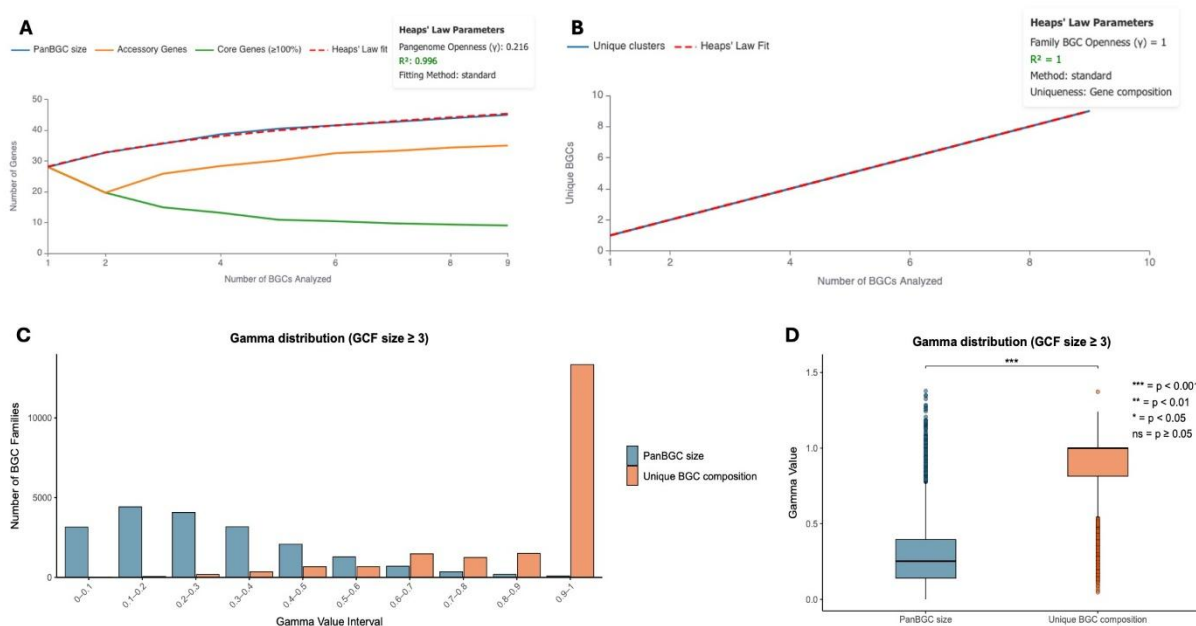 A
PanBGC size Accessory Genes Core Genes (≥100%) Heaps' Law fit
Heaps' Law Parameters
Pangenome Openness (γ): 0.216
R²: 0.996
Fitting Method: standard
Number of Genes
50
40
30
20
10
0
1 2 4 6 8 9
Number of BGCs Analyzed
B
Unique clusters Heaps' Law Fit
Heaps' Law Parameters
Family BGC Openness (γ) = 1
R² = 1
Method: standard
Uniqueness: Gene composition
Unique BGCs
10
8
6
4
2
0
1 2 4 6 8 10
Number of BGCs Analyzed
C
Gamma distribution (GCF size ≥ 3)
Number of BGC Families
10000
5000
0
0–0.1 0.1–0.2 0.2–0.3 0.3–0.4 0.4–0.5 0.5–0.6 0.6–0.7 0.7–0.8 0.8–0.9 0.9–1
Gamma Value Interval
PanBGC size
Unique BGC composition
D
Gamma distribution (GCF size ≥ 3)
***
*** = p < 0.001
** = p < 0.01
* = p < 0.05
ns = p ≥ 0.05
Gamma Value
1.5
1.0
0.5
0.0
PanBGC size Unique BGC composition